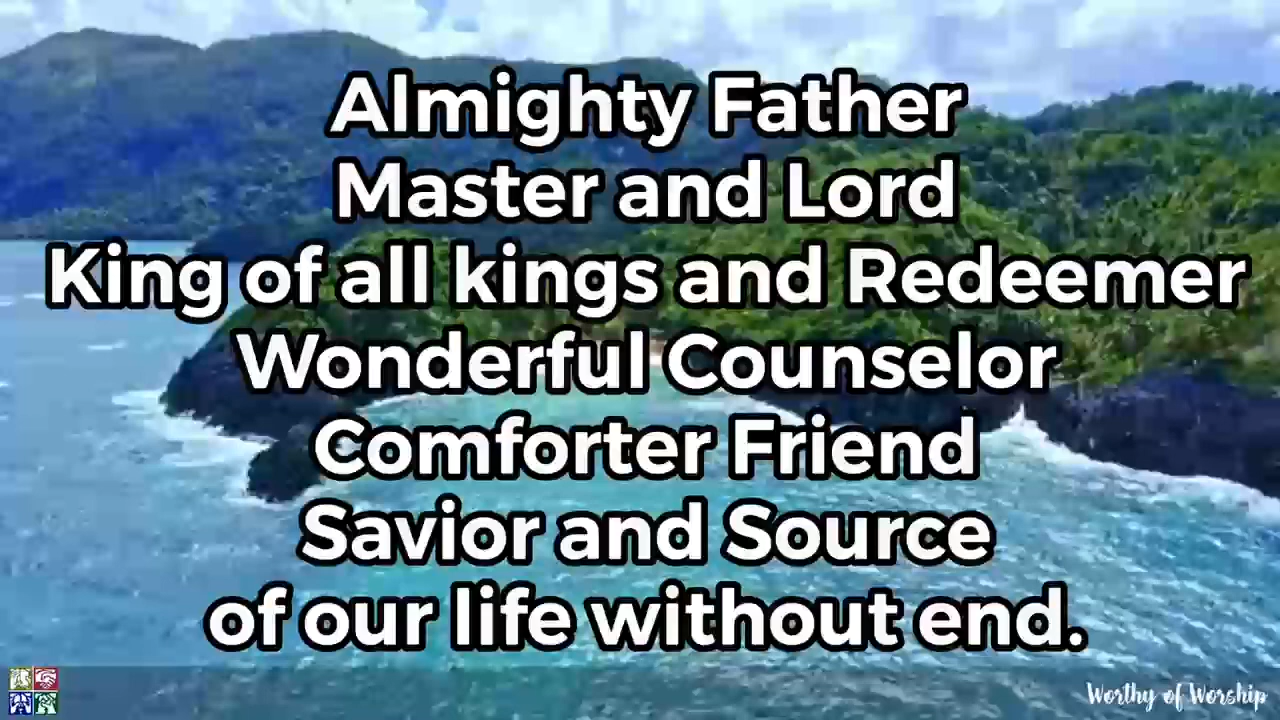 Almighty Father
Master and Lord
King of all kings and Redeemer
Wonderful Counselor
Comforter Friend
Savior and Source
of our life without end.
Worthy of Worship